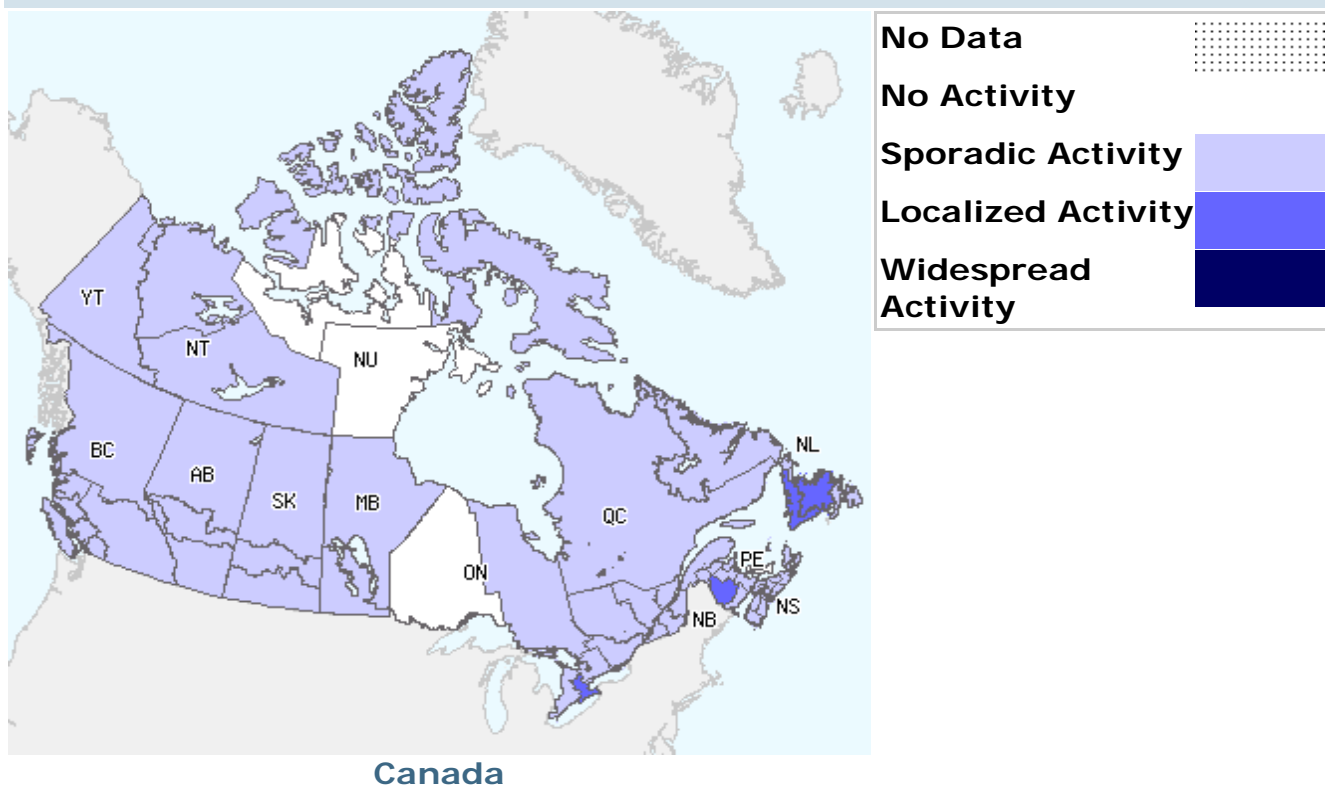 No Data
No Activity
Sporadic Activity
Localized Activity
Widespread
Activity
YT
NT
NU
BC
AB
SK
MB
ON
QC
NL
PE
NB
NS
Canada